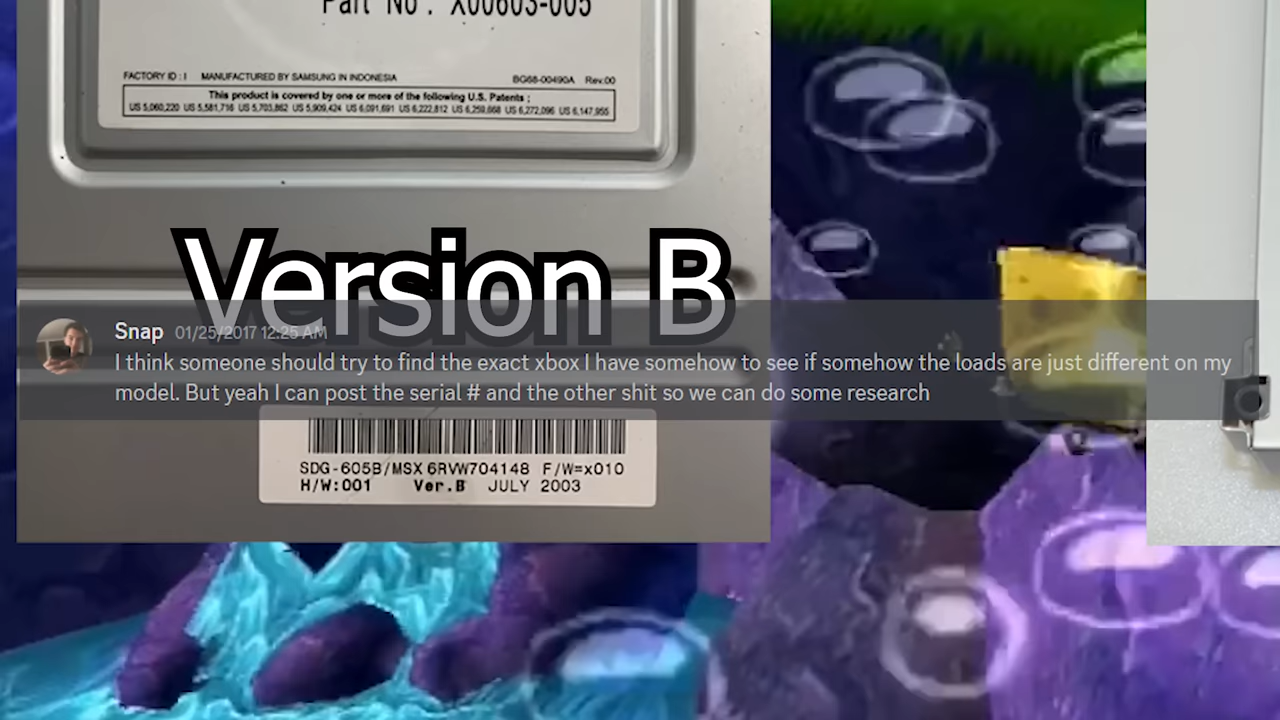 Part No : X00603-005
FACTORY ID : I MANUFACTURED BY SAMSUNG IN INDONESIA BG68-00490A Rev.00
This product is covered by one or more of the following U.S. Patents ;
US 5,060,220 US 5,581,716 US 5,703,862 US 5,909,424 US 6,091,691 US 6,222,812 US 6,259,668 US 6,272,096 US 6,147,955
Version B
Snap 01/25/2017 12:25 AM
I think someone should try to find the exact xbox I have somehow to see if somehow the loads are just different on my
model. But yeah I can post the serial # and the other shit so we can do some research
SDG-605B/MSX 6RVW704148 F/W=x010
H/W:001 Ver.B JULY 2003